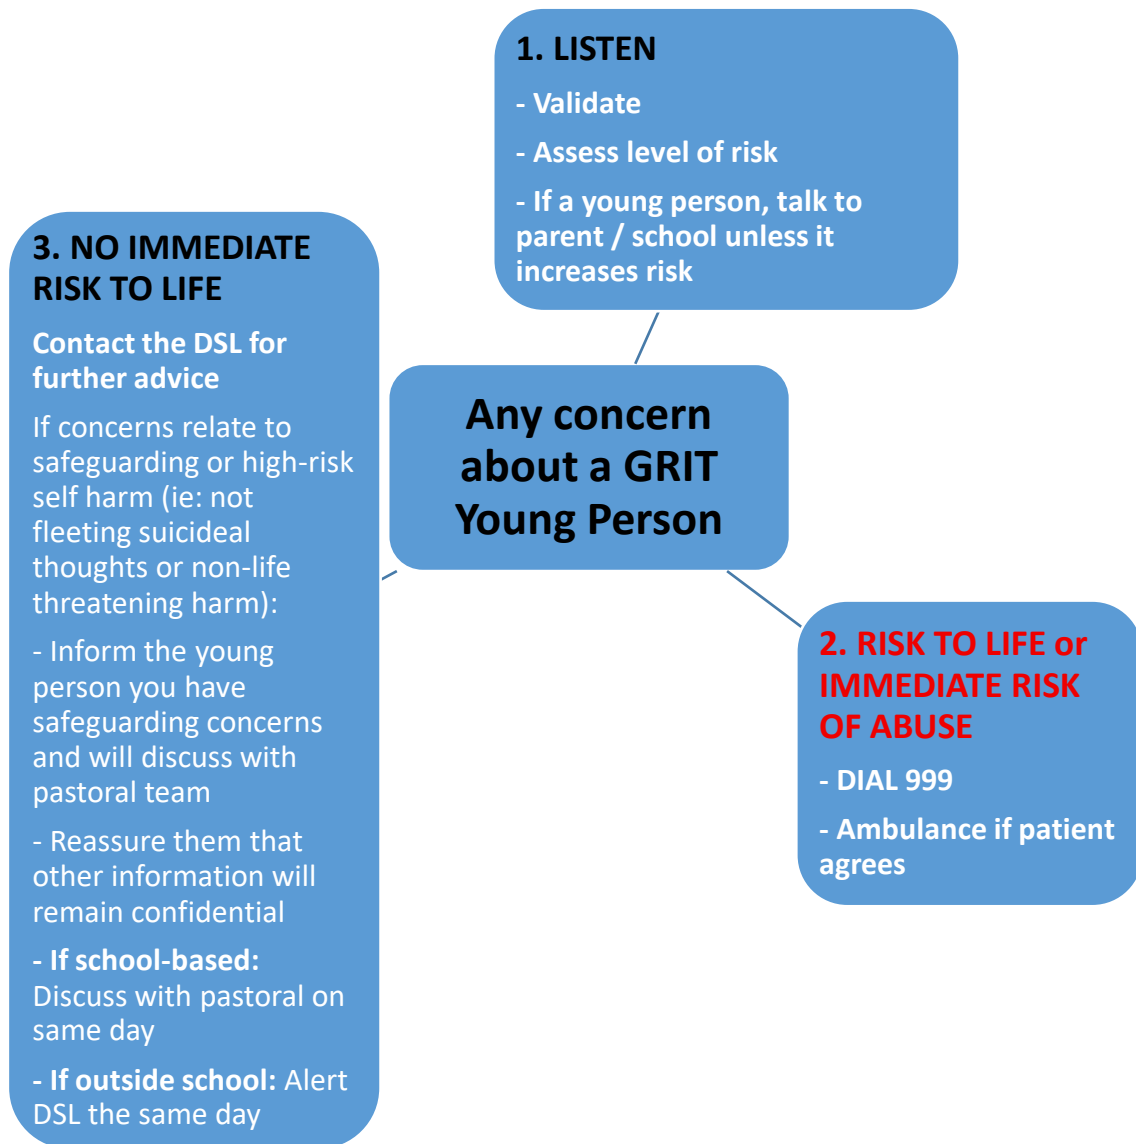 1. LISTEN
- Validate
- Assess level of risk
- If a young person, talk to
parent / school unless it
increases risk
Any concern
about a GRIT
Young Person
2. RISK TO LIFE or
IMMEDIATE RISK
OF ABUSE
- DIAL 999
- Ambulance if patient
agrees
3. NO IMMEDIATE
RISK TO LIFE
Contact the DSL for
further advice
If concerns relate to
safeguarding or high-risk
self harm (ie: not
fleeting suicideal
thoughts or non-life
threatening harm):
- Inform the young
person you have
safeguarding concerns
and will discuss with
pastoral team
- Reassure them that
other information will
remain confidential
- If school-based:
Discuss with pastoral on
same day
- If outside school: Alert
DSL the same day